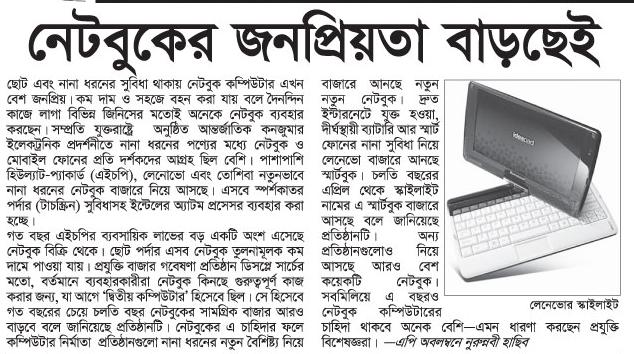 নেটবুকের জনপ্রিয়তা বাড়ছেই
ছোট এবং নানা ধরনের সুবিধা থাকায় নেটবুক কম্পিউটার এখন
বেশ জনপ্রিয়। কম দাম ও সহজে বহন করা যায় বলে দৈনন্দিন
কাজে লাগা বিভিন্ন জিনিসের মতোই অনেকে নেটবুক ব্যবহার
করছেন। সম্প্রতি যুক্তরাষ্ট্রে অনুষ্ঠিত আন্তর্জাতিক কনজুমার
ইলেকট্রনিক প্রদর্শনীতে নানা ধরনের পণ্যের মধ্যে নেটবুক ও
মোবাইল ফোনের প্রতি দর্শকদের আগ্রহ ছিল বেশি। পাশাপাশি
হিউল্যাট-প্যাকার্ড (এইচপি), লেনোভো এবং তোশিবা নতুনভাবে
নানা ধরনের নেটবুক বাজারে নিয়ে আসছে। এসবে স্পর্শকাতর
পর্দার (টাচস্ক্রিন) সুবিধাসহ ইন্টেলের অ্যাটম প্রসেসর ব্যবহার করা
হচ্ছে।
গত বছর এইচপির ব্যবসায়িক লাভের বড় একটি অংশ এসেছে
নেটবুক বিক্রি থেকে। ছোট পর্দার এসব নেটবুক তুলনামূলক কম
দামে পাওয়া যায়। প্রযুক্তি বাজার গবেষণা প্রতিষ্ঠান ডিসপ্লে সার্চের
মতে, বর্তমানে ব্যবহারকারীরা নেটবুক কিনছে গুরুত্বপূর্ণ কাজ
করার জন্য, যা আগে ‘দ্বিতীয় কম্পিউটার’ হিসেবে ছিল। সে হিসেবে
গত বছরের চেয়ে চলতি বছর নেটবুকের সামগ্রিক বাজার আরও
বাড়বে বলে জানিয়েছে প্রতিষ্ঠানটি। নেটবুকের এ চাহিদার ফলে
কম্পিউটার নির্মাতা প্রতিষ্ঠানগুলো নানা ধরনের নতুন বৈশিষ্ট্য নিয়ে
বাজারে আনছে নতুন
নতুন নেটবুক। দ্রুত
ইন্টারনেটে যুক্ত হওয়া,
দীর্ঘস্থায়ী ব্যাটারি আর স্মার্ট
ফোনের নানা সুবিধা নিয়ে
লেনেভো বাজারে আনছে
স্মার্টবুক। চলতি বছরের
এপ্রিল থেকে স্কাইলাইট
নামের এ স্মার্টবুক বাজারে
আসছে বলে জানিয়েছে
প্রতিষ্ঠানটি। অন্য
প্রতিষ্ঠানগুলোও নিয়ে
আসছে আরও বেশ
কয়েকটি নেটবুক।
সবমিলিয়ে এ বছরও
নেটবুক কম্পিউটারের
চাহিদা থাকবে অনেক বেশি—এমন ধারণা করছেন প্রযুক্তি
বিশেষজ্ঞরা। —এপি অবলম্বনে নুরুন্নবী হাছিব
ideapad
লেনেভোর স্কাইলাইট